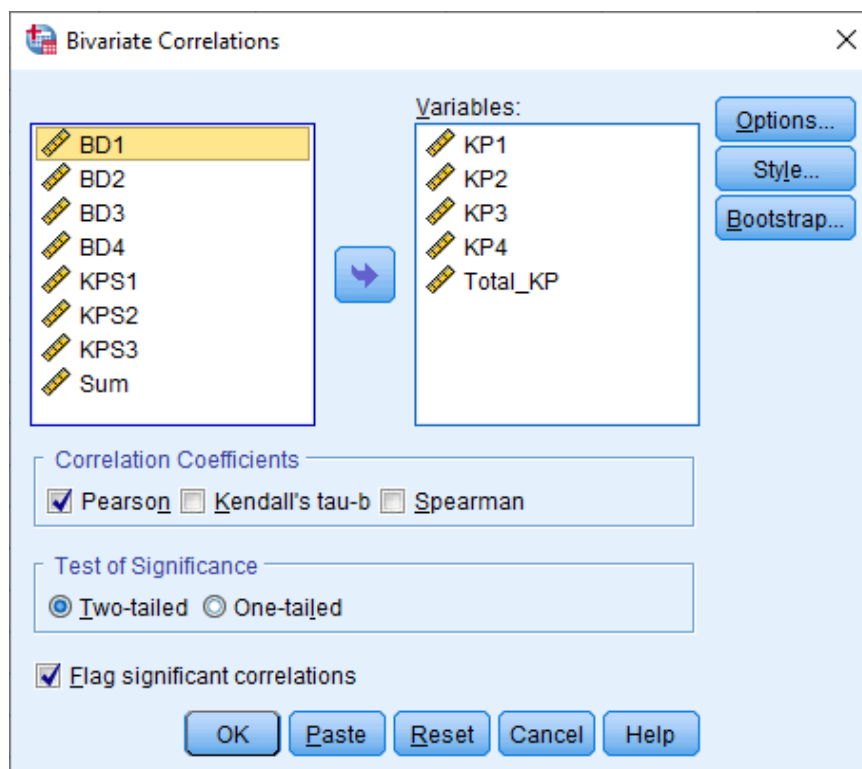 Bivariate Correlations
BD1
BD2
BD3
BD4
KPS1
KPS2
KPS3
Sum
Variables:
KP1
KP2
KP3
KP4
Total_KP
Options...
Style...
Bootstrap...
Correlation Coefficients
Pearson Kendall's tau-b Spearman
Test of Significance
Two-tailed One-tailed
Flag significant correlations
OK Paste Reset Cancel Help